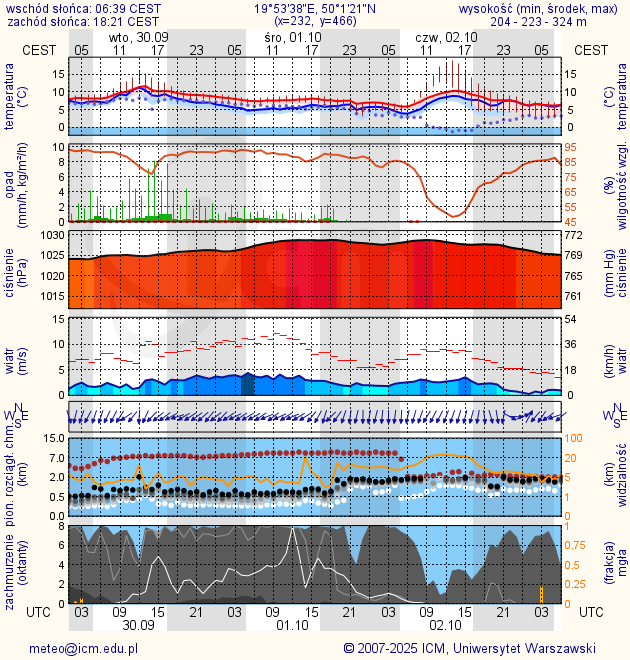 wschód słońca: 06:39 CEST
19°53'38"E, 50°1'21"N
wysokość (min, środek, max)
zachód słońca: 18:21 CEST
(x=232, y=466)
204 - 223 - 324 m
wto, 30.09
śro, 01.10
czw, 02.10
CEST
05 11 17 23 05 11 17 23 05 11 17 23 05
CEST
temperatura
(°C)
15
10
5
0
15
10
5
0
temperatura
(°C)
opad
(mm/h, kg/m²/h)
10
8
6
4
2
0
95
85
75
65
55
45
(%)
wilgotność wzgl.
ciśnienie
(hPa)
1030
1025
1020
1015
772
769
765
761
(mm Hg)
ciśnienie
wiatr
(m/s)
15
10
5
0
54
36
18
0
(km/h)
wiatr
N
W E
S
N
W E
S
pion. rozciągł. chm.
(km)
15.0
7.0
2.0
0.5
0.0
100
20
5
1
0
(km)
widzialność
zachmurzenie
(oktanty)
8
6
4
2
0
1
0.75
0.5
0.25
0
(frakcja)
mgła
UTC
03 09 15 21 03 09 15 21 03 09 15 21 03
UTC
30.09
01.10
02.10
meteo@icm.edu.pl
© 2007-2025 ICM, Uniwersytet Warszawski